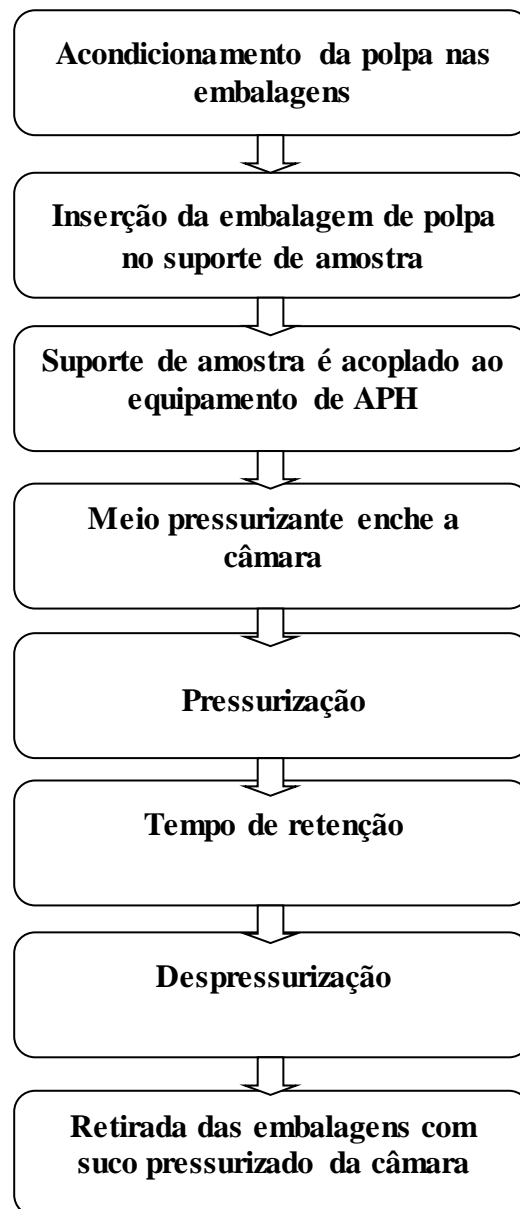 Acondicionamento da polpa nas
embalagens
Inserção da embalagem de polpa
no suporte de amostra
Suporte de amostra é acoplado ao
equipamento de APH
Meio pressurizante enche a
câmara
Pressurização
Tempo de retenção
Despressurização
Retirada das embalagens com
suco pressurizado da câmara